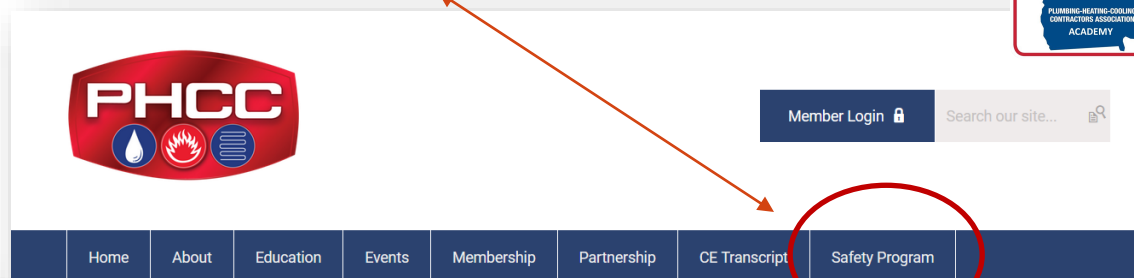 PLUMBING-HEATING-COOLING
CONTRACTORS ASSOCIATION
ACADEMY
PHCC
Member Login
Search our site...
Home About Education Events Membership Partnership CE Transcript Safety Program